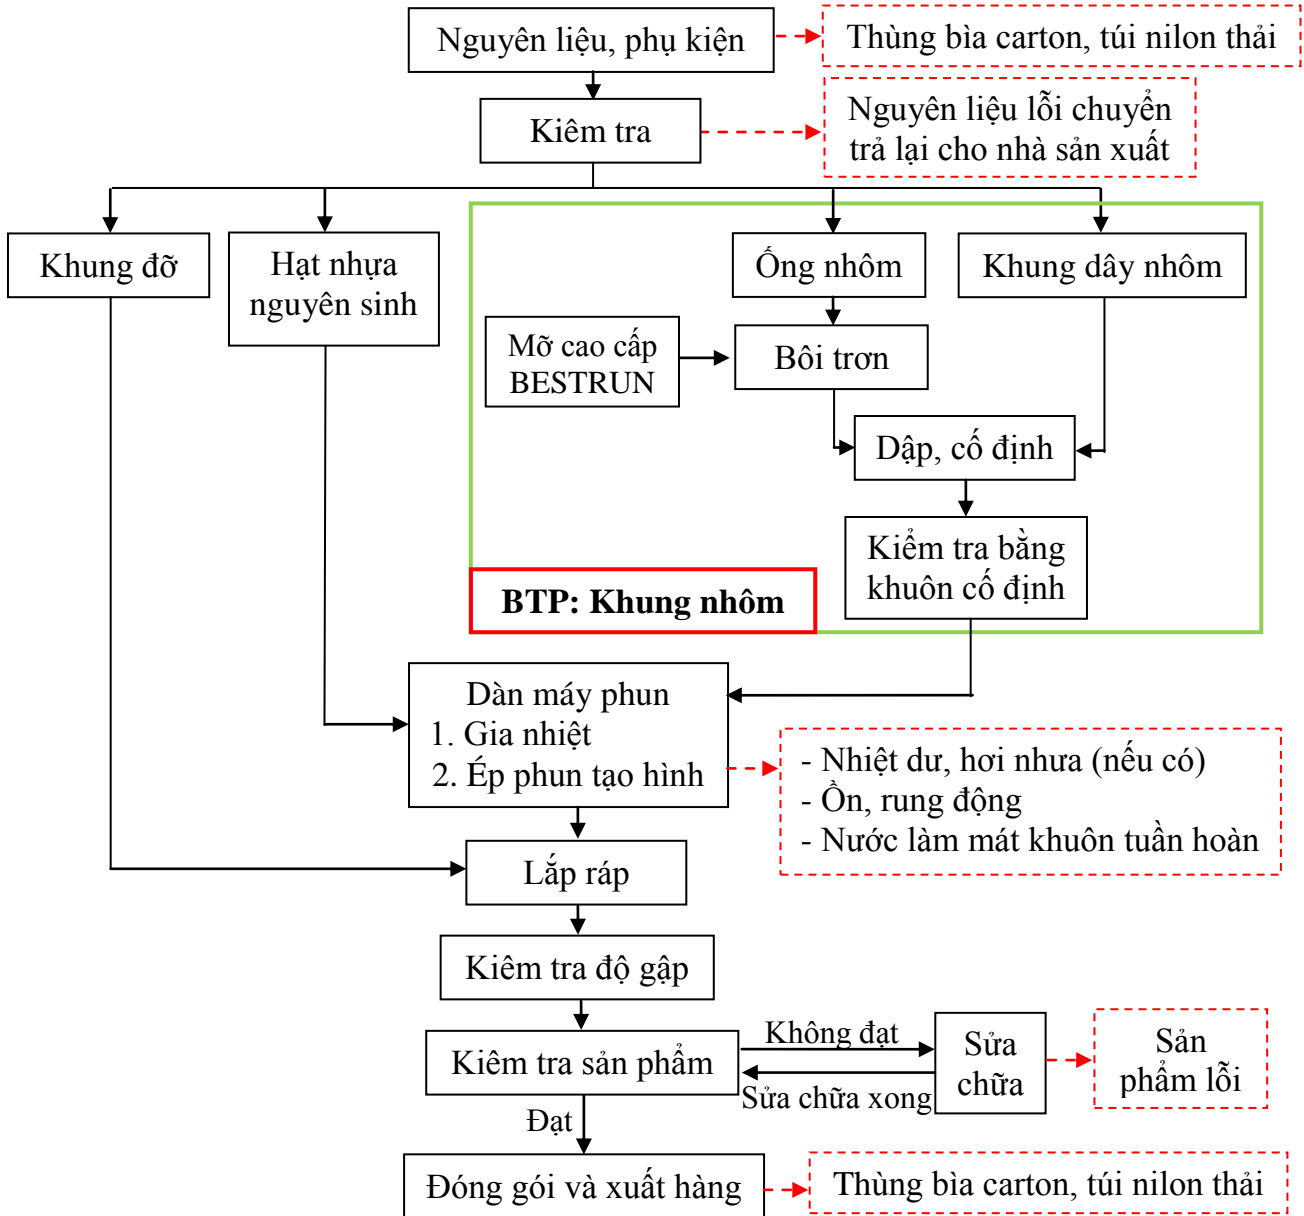 Nguyên liệu, phụ kiện
Thùng bìa carton, túi nilon thải
Kiêm tra
Nguyên liệu lỗi chuyển
trả lại cho nhà sản xuất
Khung đỡ
Hạt nhựa
nguyên sinh
Ống nhôm
Khung dây nhôm
Mỡ cao cấp
BESTRUN
Bôi trơn
Dập, cố định
Kiểm tra bằng
khuôn cố định
BTP: Khung nhôm
Dàn máy phun
1. Gia nhiệt
2. Ép phun tạo hình
- Nhiệt dư, hơi nhưa (nếu có)
- Ồn, rung động
- Nước làm mát khuôn tuần hoàn
Lắp ráp
Kiêm tra độ gập
Kiêm tra sản phẩm
Không đạt
Sửa chữa xong
Sửa
chữa
Sản
phẩm lỗi
Đạt
Đóng gói và xuất hàng
Thùng bìa carton, túi nilon thải